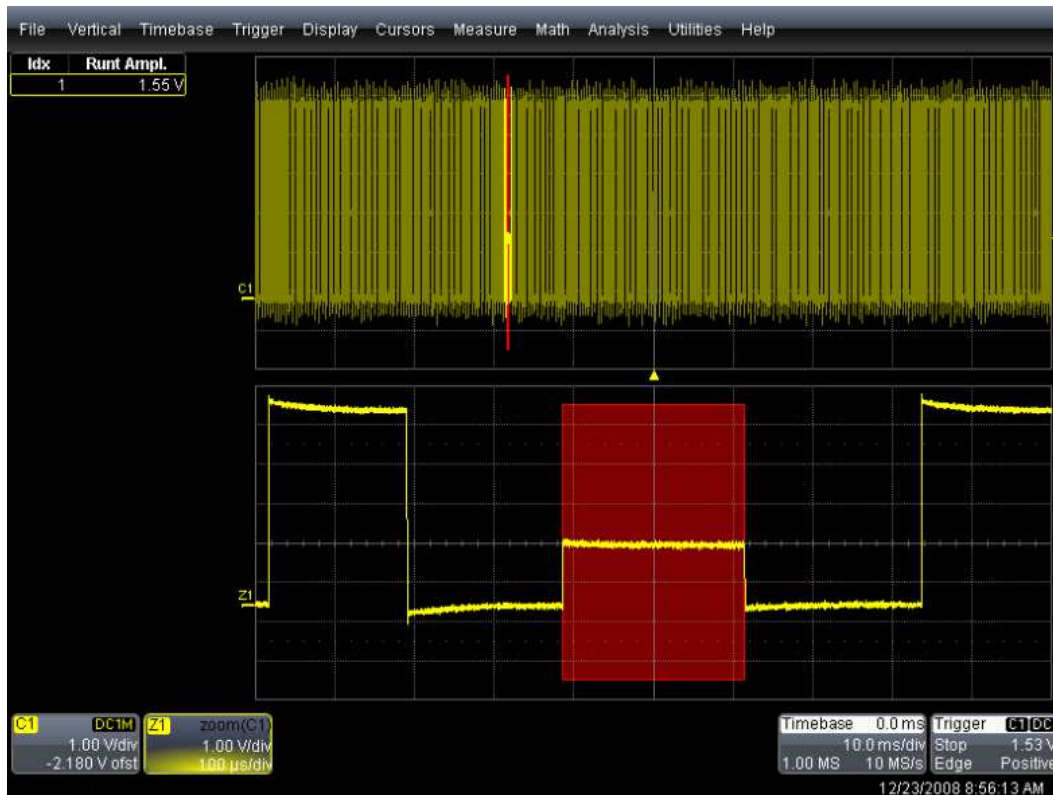 File Vertical Timebase Trigger Display Cursors Measure Math Analysis Utilities Help
Idx Runt Ampl.
1 1.55 V
C1
Z1
C1 DC1M
1.00 V/div
-2.180 V ofst
Z1 zoom(C1)
1.00 V/div
1.00 µs/div
Timebase 0.0 ms
10.0 ms/div
1.00 MS 10 MS/s
Trigger C1 DC
Stop 1.53 V
Edge Positive
12/23/2008 8:56:13 AM